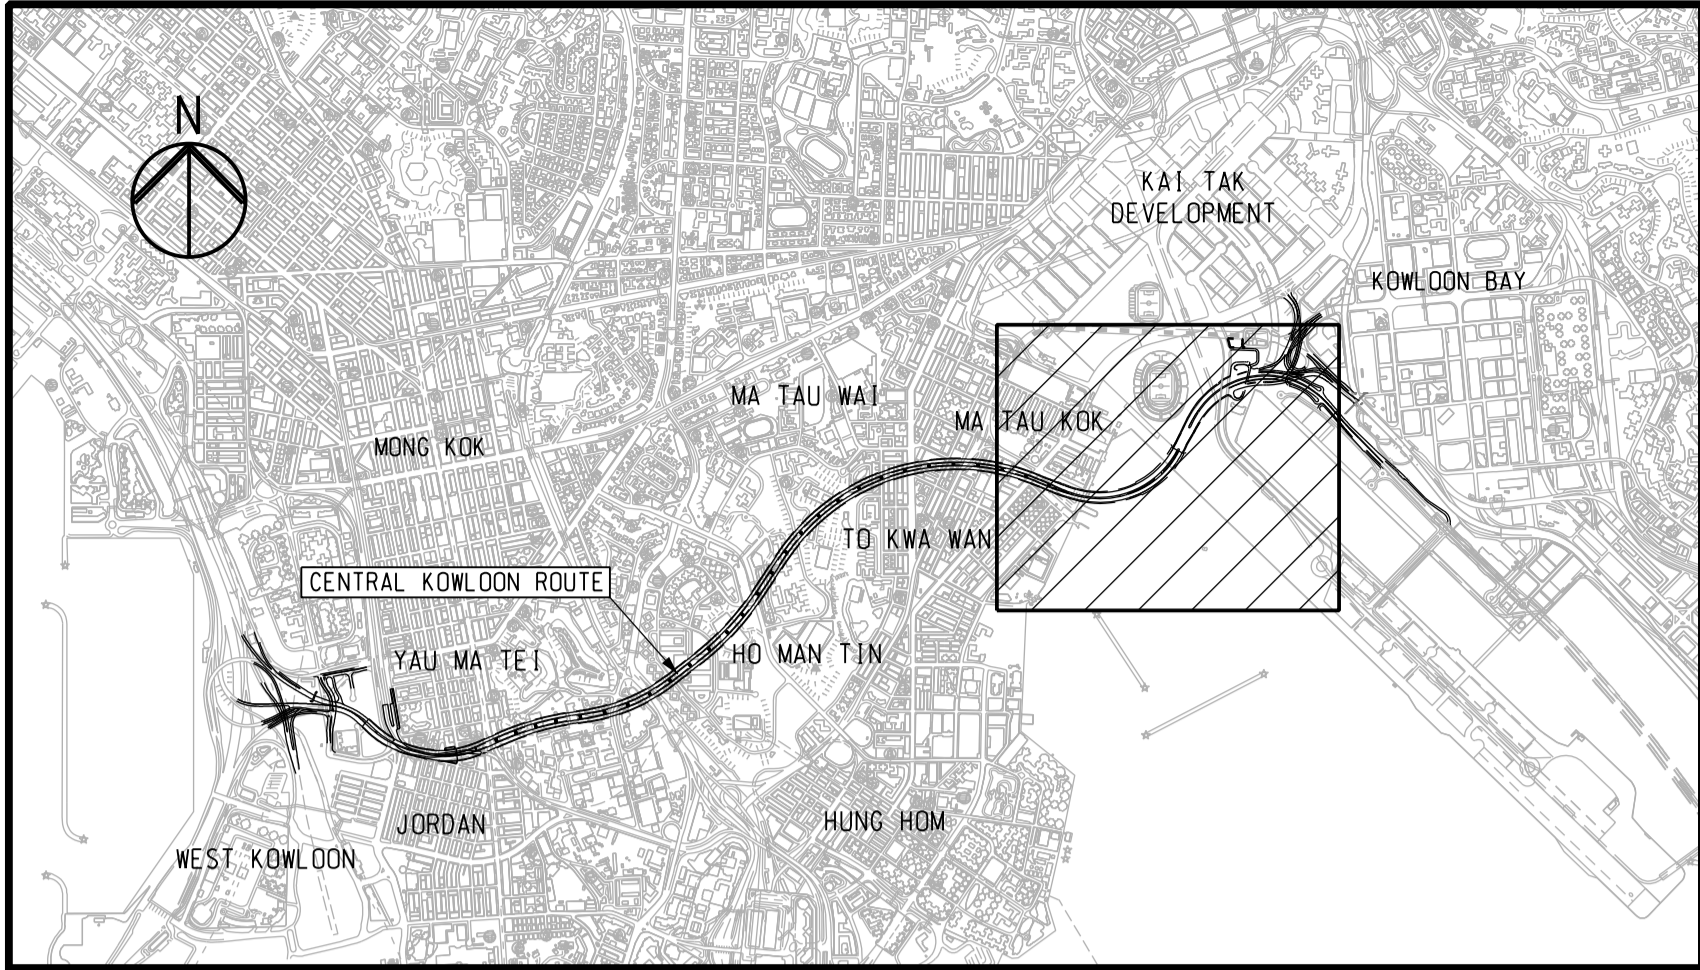 N
KAI TAK
DEVELOPMENT
KOWLOON BAY
MA TAU WAI
MA TAU KOK
MONG KOK
TO KWA WAN
CENTRAL KOWLOON ROUTE
YAU MA TEI
HO MAN TIN
JORDAN
HUNG HOM
WEST KOWLOON